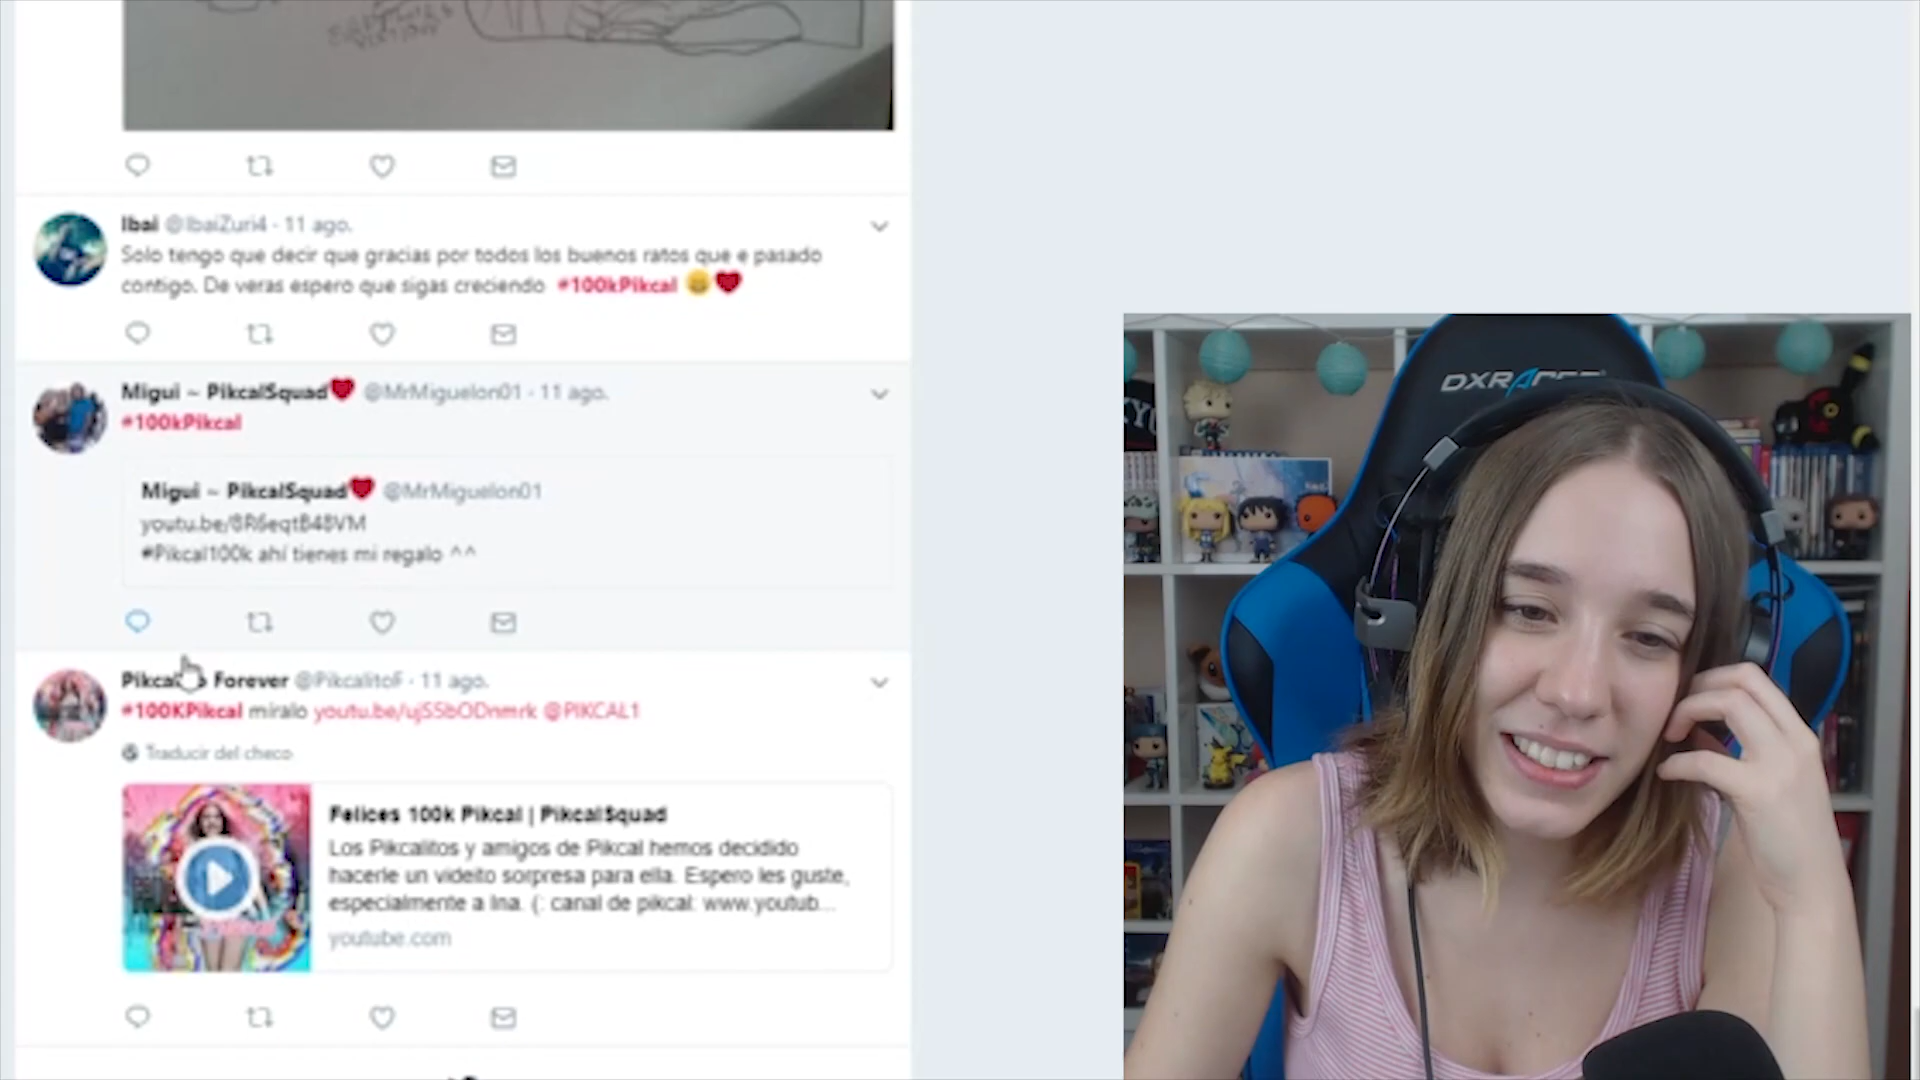 Ibai @IbaiZuri4 · 11 ago.
Solo tengo que decir que gracias por todos los buenos ratos que e pasado
contigo. De veras espero que sigas creciendo #100kPikcal
Migui ~ PikcalSquad @MrMiguelon01 · 11 ago.
#100kPikcal
Migui ~ PikcalSquad @MrMiguelon01
youtu.be/8R6eqtB48VM
#Pikcal100k ahí tienes mi regalo ^^
Forever @PikcalitoF · 11 ago.
#100KPikcal miralo youtu.be/ujS5bODnmrk @PIKCAL1
Traducir del checo
Felices 100k Pikcal | PikcalSquad
Los Pikcalitos y amigos de Pikcal hemos decidido
hacerle un videito sorpresa para ella. Espero les guste,
especialmente a Ina. (: canal de pikcal: www.youtub...
youtube.com